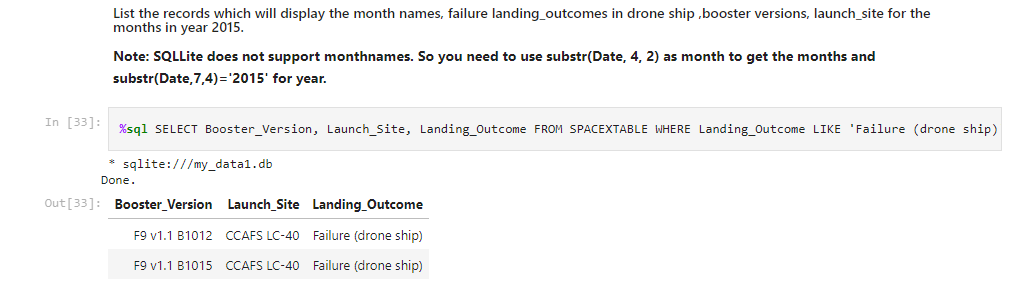 List the records which will display the month names, failure landing_outcomes in drone ship ,booster versions, launch_site for the
months in year 2015.
Note: SQLLite does not support monthnames. So you need to use substr(Date, 4, 2) as month to get the months and
substr(Date,7,4)='2015' for year.
In [33]: %sql SELECT Booster_Version, Launch_Site, Landing_Outcome FROM SPACEXTABLE WHERE Landing_Outcome LIKE 'Failure (drone ship)
* sqlite:///my_data1.db
Done.
Out[33]: Booster_Version Launch_Site Landing_Outcome
F9 v1.1 B1012 CCAFS LC-40 Failure (drone ship)
F9 v1.1 B1015 CCAFS LC-40 Failure (drone ship)